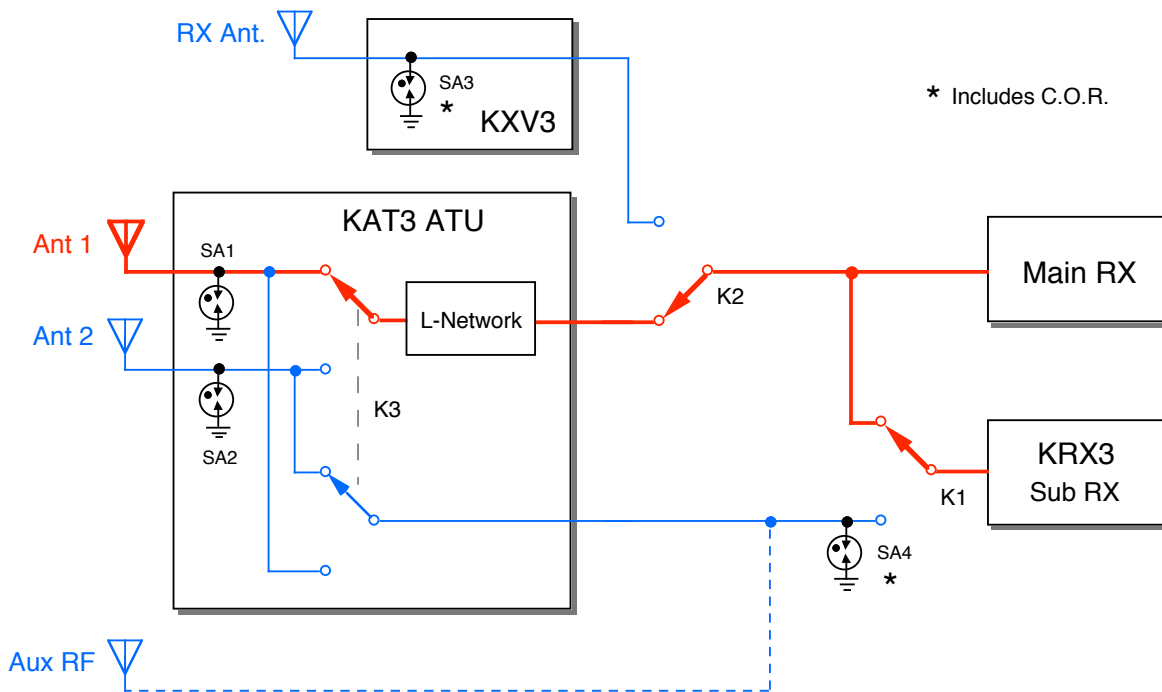 RX Ant.
SA3
*
KXV3
* Includes C.O.R.
KAT3 ATU
Ant 1
SA1
L-Network
K2
Main RX
Ant 2
SA2
K3
KRX3
Sub RX
K1
SA4
*
Aux RF